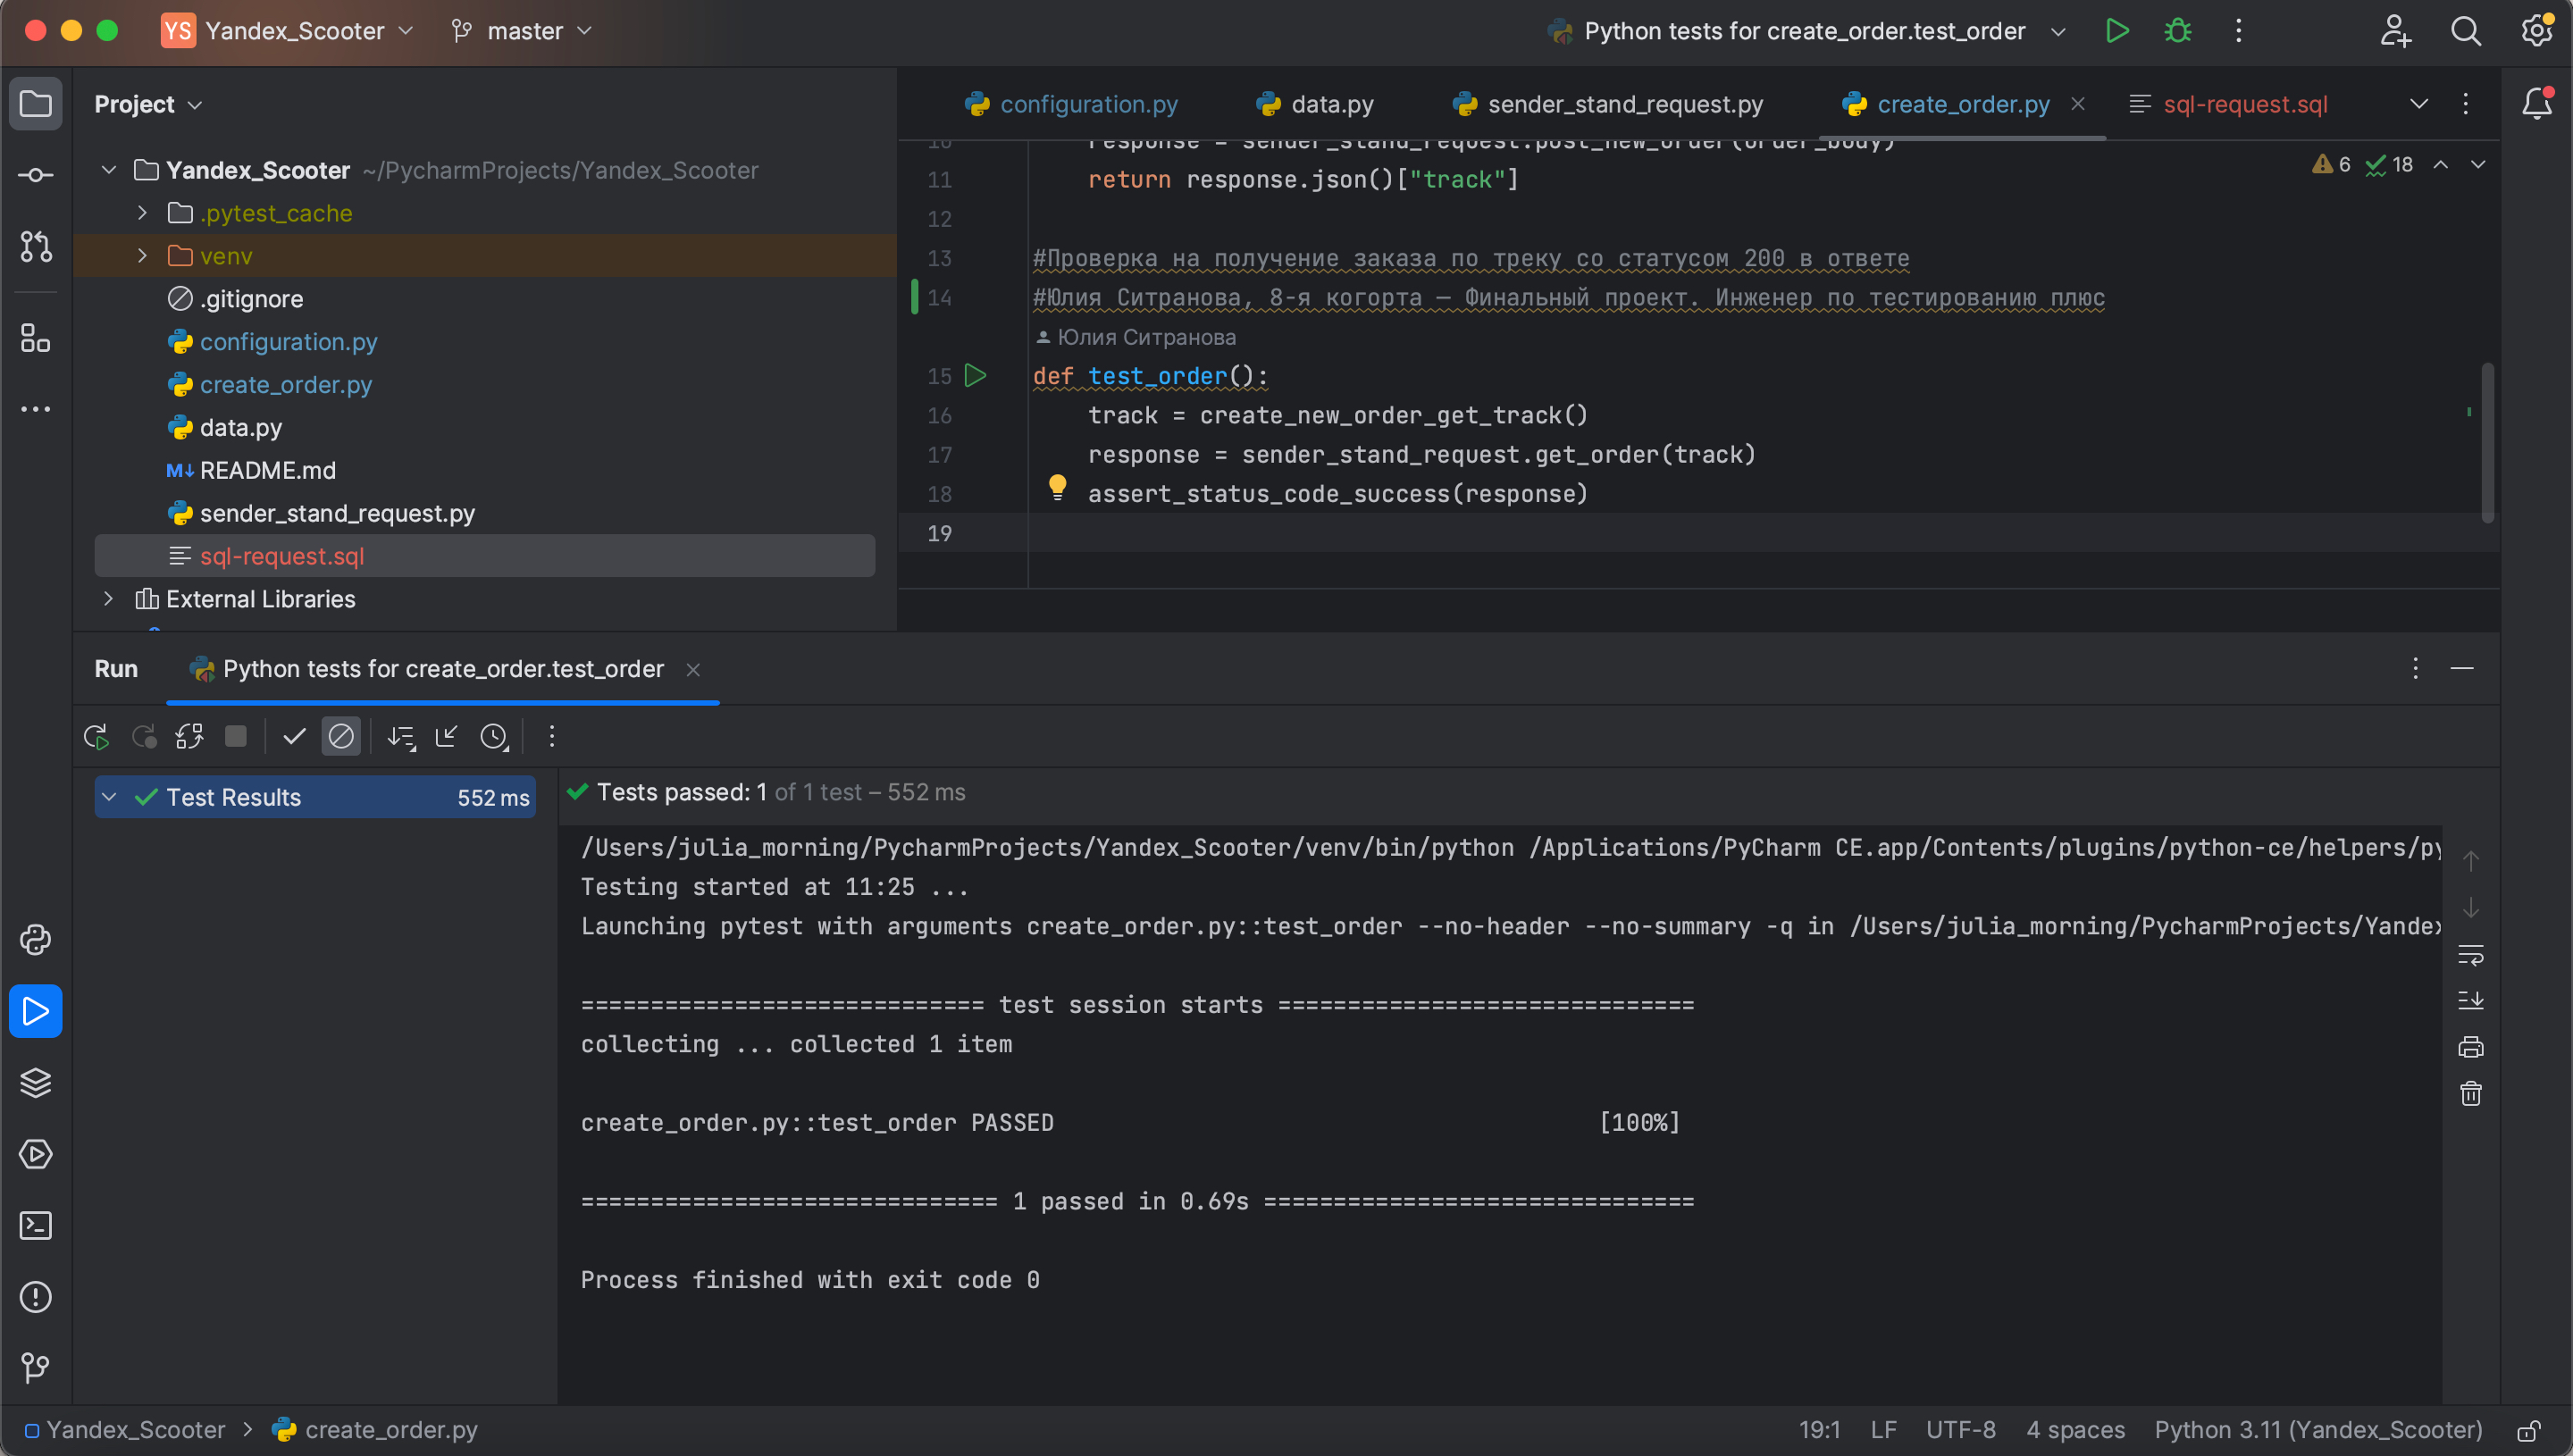 YS Yandex_Scooter master Python tests for create_order.test_order
Project
configuration.py data.py sender_stand_request.py create_order.py sql-request.sql
Yandex_Scooter ~/PycharmProjects/Yandex_Scooter
.pytest_cache
venv
.gitignore
configuration.py
create_order.py
data.py
M↓ README.md
sender_stand_request.py
sql-request.sql
External Libraries
6 18
10 response = sender_stand_request.post_new_order(order_body)
11 return response.json()["track"]
12
13 #Проверка на получение заказа по треку со статусом 200 в ответе
14 #Юлия Ситранова, 8-я когорта — Финальный проект. Инженер по тестированию плюс
Юлия Ситранова
15 def test_order():
16 track = create_new_order_get_track()
17 response = sender_stand_request.get_order(track)
18 assert_status_code_success(response)
19
Run Python tests for create_order.test_order
Test Results 552 ms
Tests passed: 1 of 1 test – 552 ms
/Users/julia_morning/PycharmProjects/Yandex_Scooter/venv/bin/python /Applications/PyCharm CE.app/Contents/plugins/python-ce/helpers/py
Testing started at 11:25 ...
Launching pytest with arguments create_order.py::test_order --no-header --no-summary -q in /Users/julia_morning/PycharmProjects/Yandex
============================= test session starts ==============================
collecting ... collected 1 item
create_order.py::test_order PASSED [100%]
============================== 1 passed in 0.69s ===============================
Process finished with exit code 0
Yandex_Scooter > create_order.py 19:1 LF UTF-8 4 spaces Python 3.11 (Yandex_Scooter)